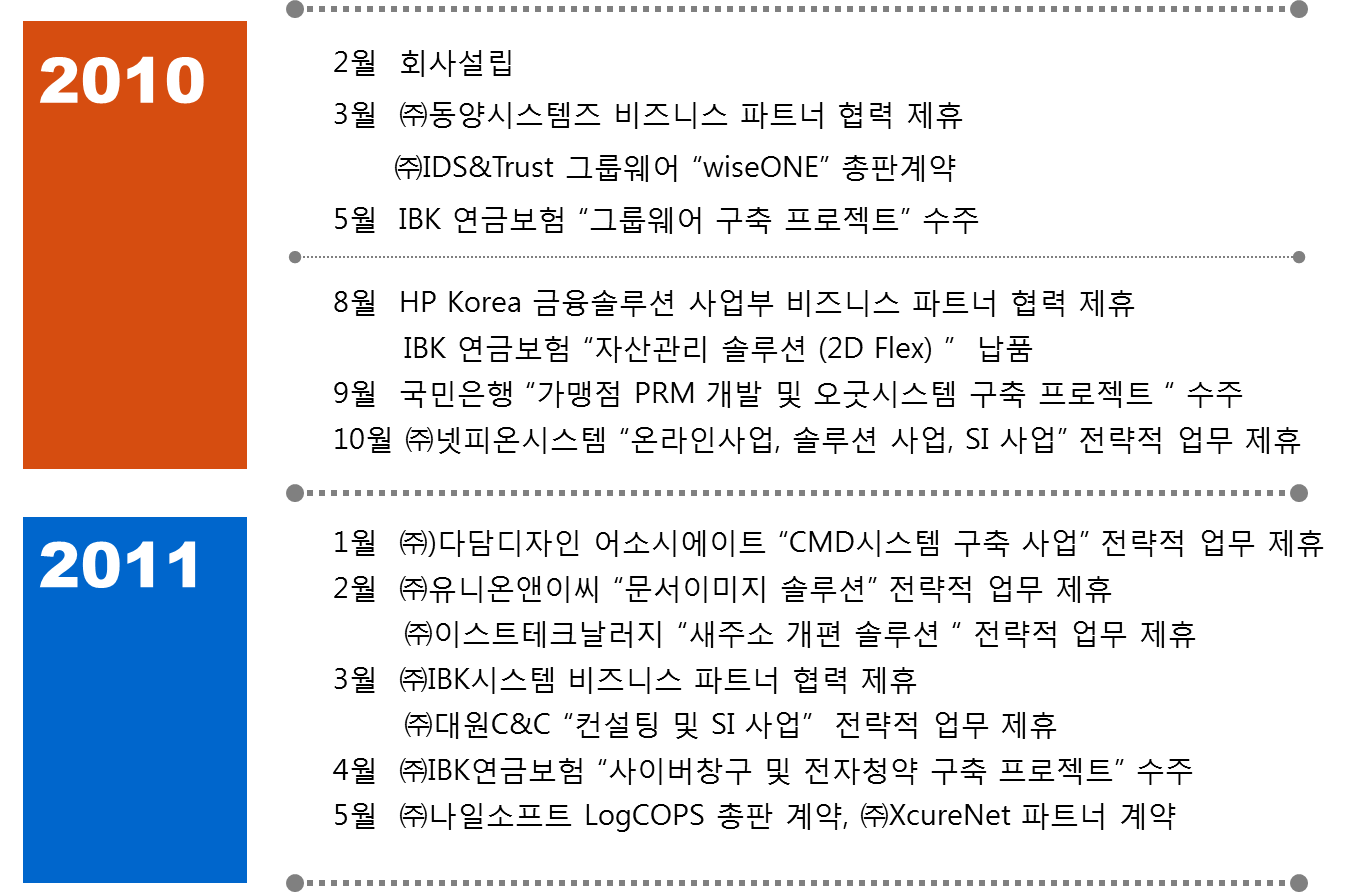 2010
2월 회사설립
3월 ㈜동양시스템즈 비즈니스 파트너 협력 제휴
㈜IDS&Trust 그룹웨어 “wiseONE” 총판계약
5월 IBK 연금보험 “그룹웨어 구축 프로젝트” 수주
8월 HP Korea 금융솔루션 사업부 비즈니스 파트너 협력 제휴
IBK 연금보험 “자산관리 솔루션 (2D Flex) ” 납품
9월 국민은행 “가맹점 PRM 개발 및 오굿시스템 구축 프로젝트 “ 수주
10월 ㈜넷피온시스템 “온라인사업, 솔루션 사업, SI 사업” 전략적 업무 제휴
2011
1월 ㈜)다담디자인 어소시에이트 “CMD시스템 구축 사업” 전략적 업무 제휴
2월 ㈜유니온앤이씨 “문서이미지 솔루션” 전략적 업무 제휴
㈜이스트테크날러지 “새주소 개편 솔루션 “ 전략적 업무 제휴
3월 ㈜IBK시스템 비즈니스 파트너 협력 제휴
㈜대원C&C “컨설팅 및 SI 사업” 전략적 업무 제휴
4월 ㈜IBK연금보험 “사이버창구 및 전자청약 구축 프로젝트” 수주
5월 ㈜나일소프트 LogCOPS 총판 계약, ㈜XcureNet 파트너 계약